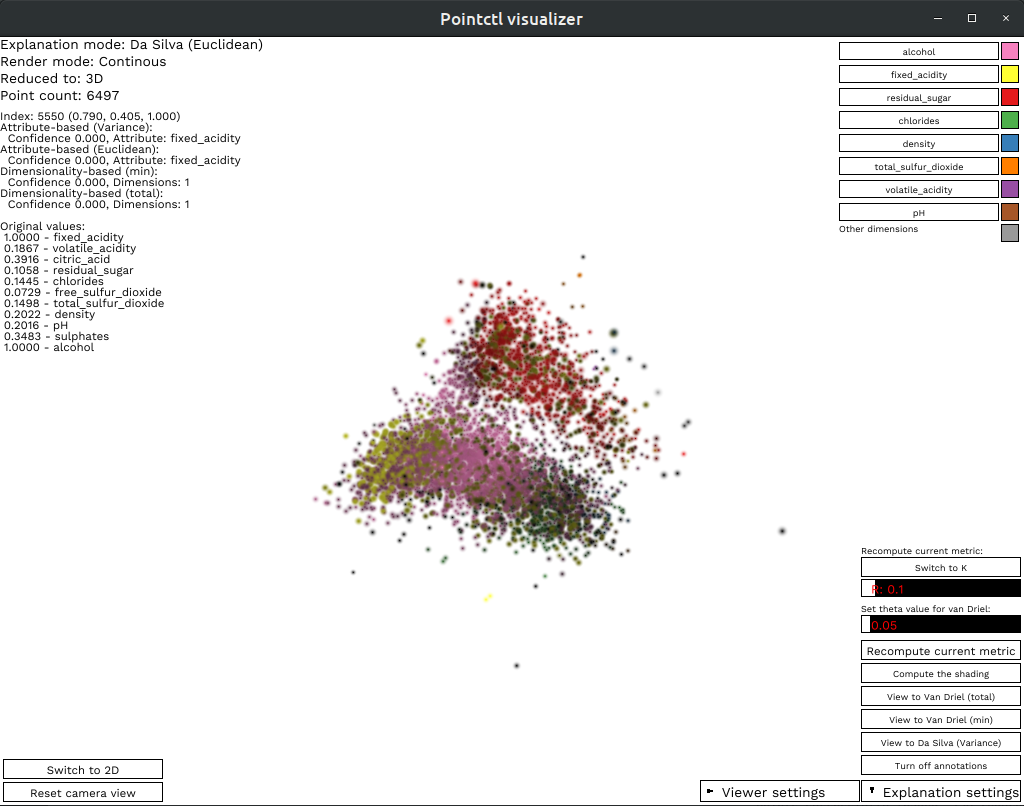 Pointctl visualizer
Explanation mode: Da Silva (Euclidean)
Render mode: Continous
Reduced to: 3D
Point count: 6497
Index: 5550 (0.790, 0.405, 1.000)
Attribute-based (Variance):
Confidence 0.000, Attribute: fixed_acidity
Attribute-based (Euclidean):
Confidence 0.000, Attribute: fixed_acidity
Dimensionality-based (min):
Confidence 0.000, Dimensions: 1
Dimensionality-based (total):
Confidence 0.000, Dimensions: 1
Original values:
1.0000 - fixed_acidity
0.1867 - volatile_acidity
0.3916 - citric_acid
0.1058 - residual_sugar
0.1445 - chlorides
0.0729 - free_sulfur_dioxide
0.1498 - total_sulfur_dioxide
0.2022 - density
0.2016 - pH
0.3483 - sulphates
1.0000 - alcohol
alcohol
fixed_acidity
residual_sugar
chlorides
density
total_sulfur_dioxide
volatile_acidity
pH
Other dimensions
Recompute current metric:
Switch to K
R: 0.1
Set theta value for van Driel:
0.05
Recompute current metric
Compute the shading
View to Van Driel (total)
View to Van Driel (min)
View to Da Silva (Variance)
Turn off annotations
Switch to 2D
Reset camera view
Viewer settings
Explanation settings